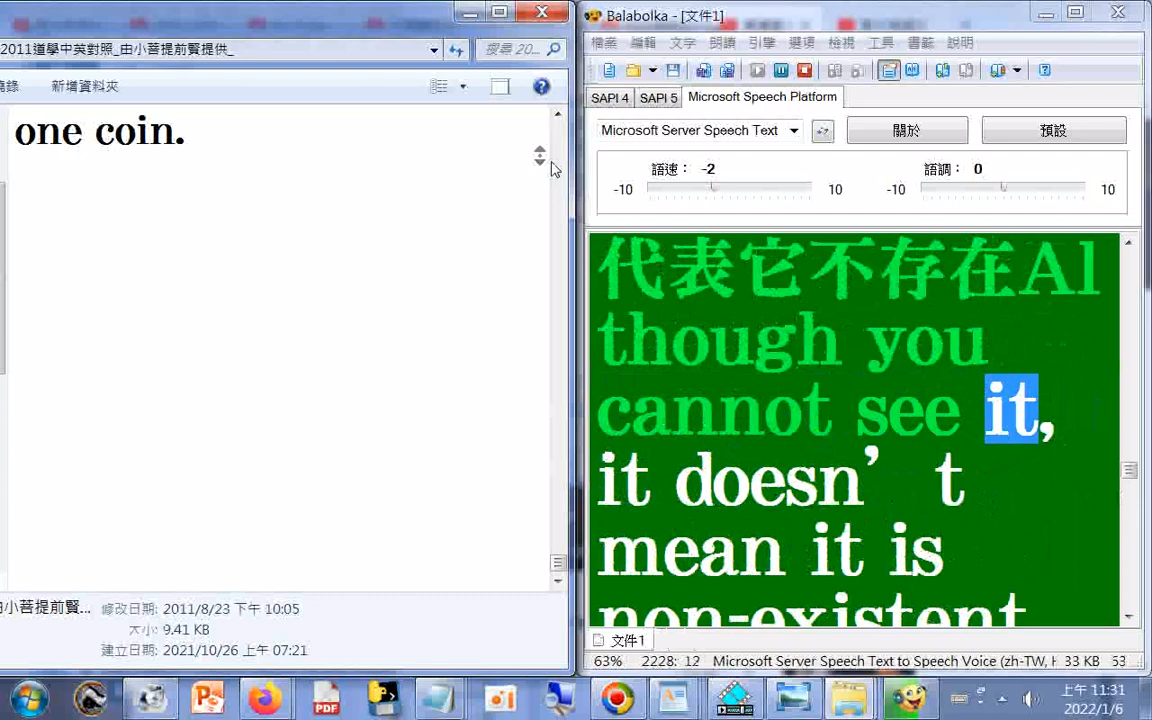 2011道學中英對照_由小菩提前賢提供_
搜尋 20...
新增資料夾
one coin.
修改日期: 2011/8/23 下午 10:05
大小: 9.41 KB
建立日期: 2021/10/26 上午 07:21
Balabolka - [文件1]
檔案 編輯 文字 朗讀 引擎 選項 檢視 工具 書籤 說明
SAPI 4 SAPI 5 Microsoft Speech Platform
Microsoft Server Speech Text 關於 預設
語速： -2 語調： 0
-10 10 -10 10
代表它不存在Al
though you
cannot see it,
it doesn’t
mean it is
non-existent
文件1
63% 2228: 12 Microsoft Server Speech Text to Speech Voice (zh-TW, H 33 KB 53
PDF
上午 11:31
2022/1/6